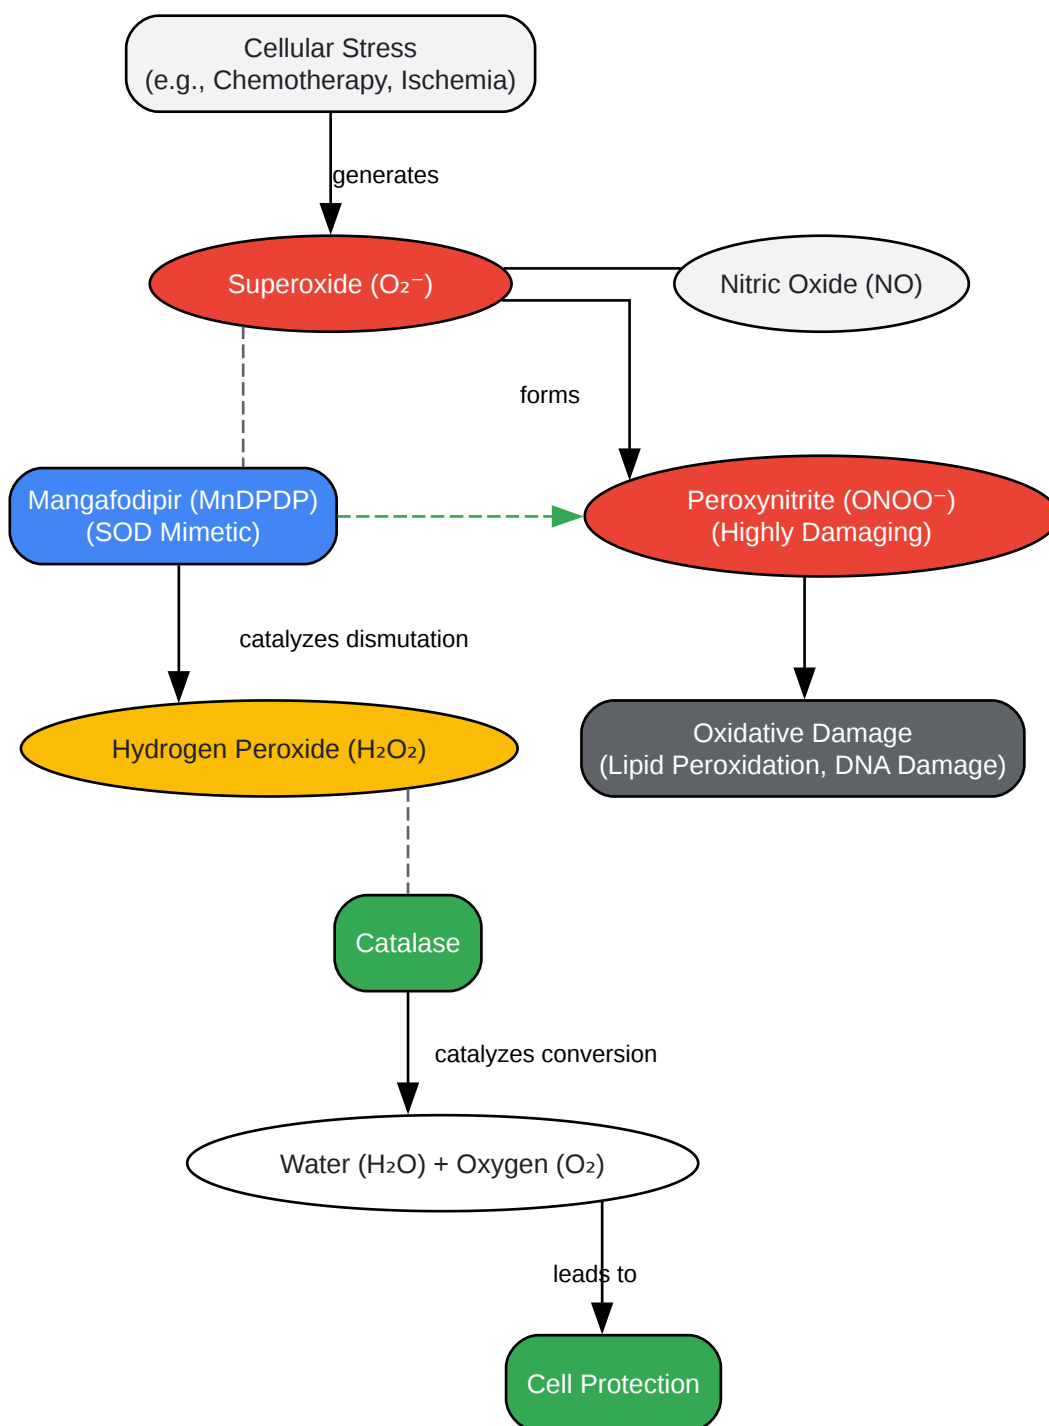 Cellular Stress
(e.g., Chemotherapy, Ischemia)
generates
Superoxide (O₂⁻)
Nitric Oxide (NO)
forms
Mangafodipir (MnDPDP)
(SOD Mimetic)
Peroxynitrite (ONOO⁻)
(Highly Damaging)
catalyzes dismutation
Hydrogen Peroxide (H₂O₂)
Oxidative Damage
(Lipid Peroxidation, DNA Damage)
Catalase
catalyzes conversion
Water (H₂O) + Oxygen (O₂)
leads to
Cell Protection